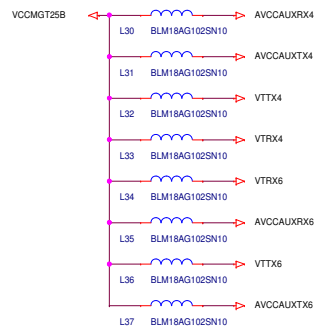 VCCMGT25B AVCCAUXRX4
L30 BLM18AG102SN10
AVCCAUXTX4
L31 BLM18AG102SN10
VTTX4
L32 BLM18AG102SN10
VTRX4
L33 BLM18AG102SN10
VTRX6
L34 BLM18AG102SN10
AVCCAUXRX6
L35 BLM18AG102SN10
VTTX6
L36 BLM18AG102SN10
AVCCAUXTX6
L37 BLM18AG102SN10